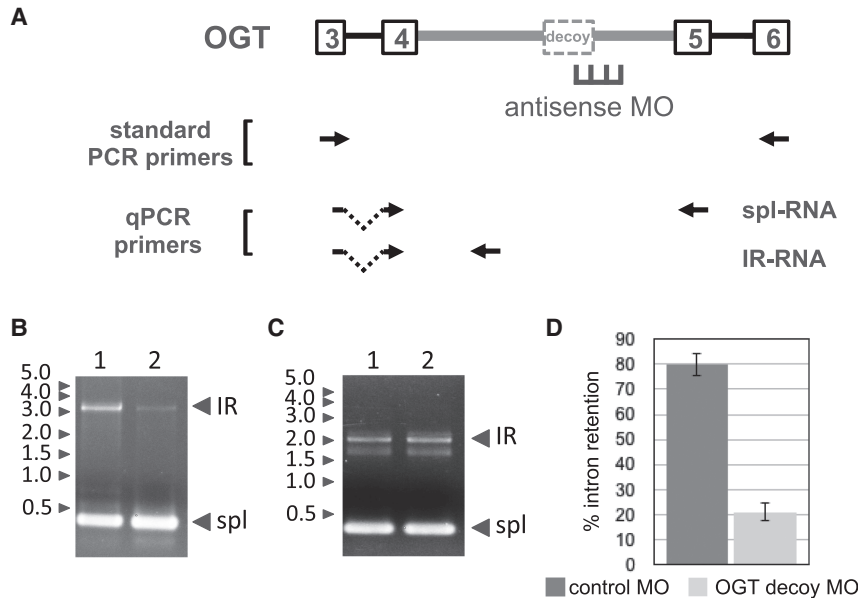 A
OGT
3
4
decoy
5
6
antisense MO
standard
PCR primers
qPCR
primers
spl-RNA
IR-RNA
B
1 2
5.0
4.0
3.0
2.0
1.5
1.0
0.5
IR
spl
C
1 2
5.0
4.0
3.0
2.0
1.5
1.0
0.5
IR
spl
D
% intron retention
90
80
70
60
50
40
30
20
10
0
control MO
OGT decoy MO